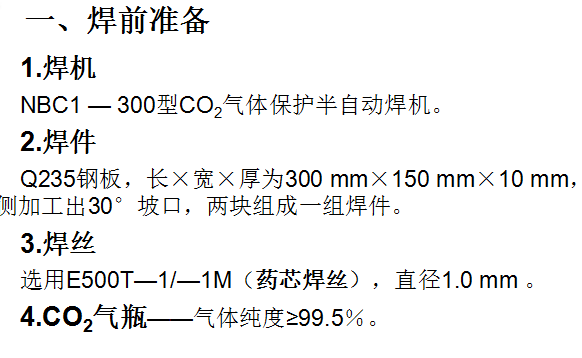 一、焊前准备
1.焊机
NBC1 — 300型CO₂气体保护半自动焊机。
2.焊件
Q235钢板，长×宽×厚为300 mm×150 mm×10 mm，
侧加工出30°坡口，两块组成一组焊件。
3.焊丝
选用E500T—1/—1M（药芯焊丝），直径1.0 mm 。
4.CO₂气瓶——气体纯度≥99.5％。